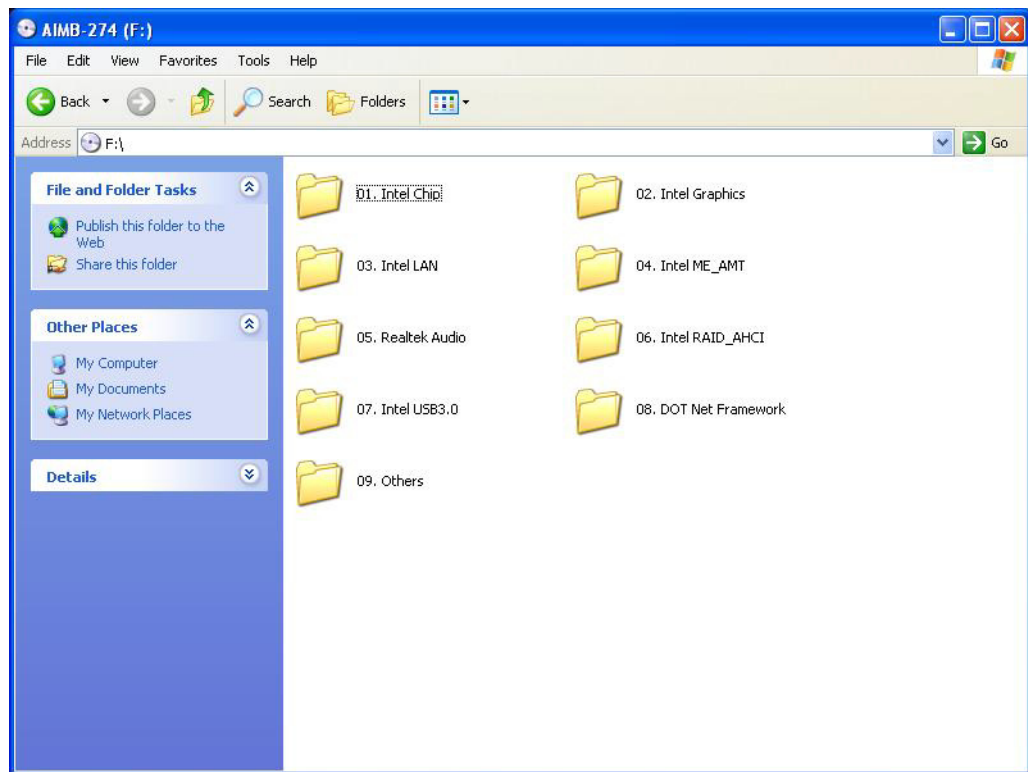 AIMB-274 (F:)
File Edit View Favorites Tools Help
Back Search Folders
Address F:\ Go
File and Folder Tasks
Publish this folder to the
Web
Share this folder
Other Places
My Computer
My Documents
My Network Places
Details
01. Intel Chip 02. Intel Graphics
03. Intel LAN 04. Intel ME_AMT
05. Realtek Audio 06. Intel RAID_AHCI
07. Intel USB3.0 08. DOT Net Framework
09. Others